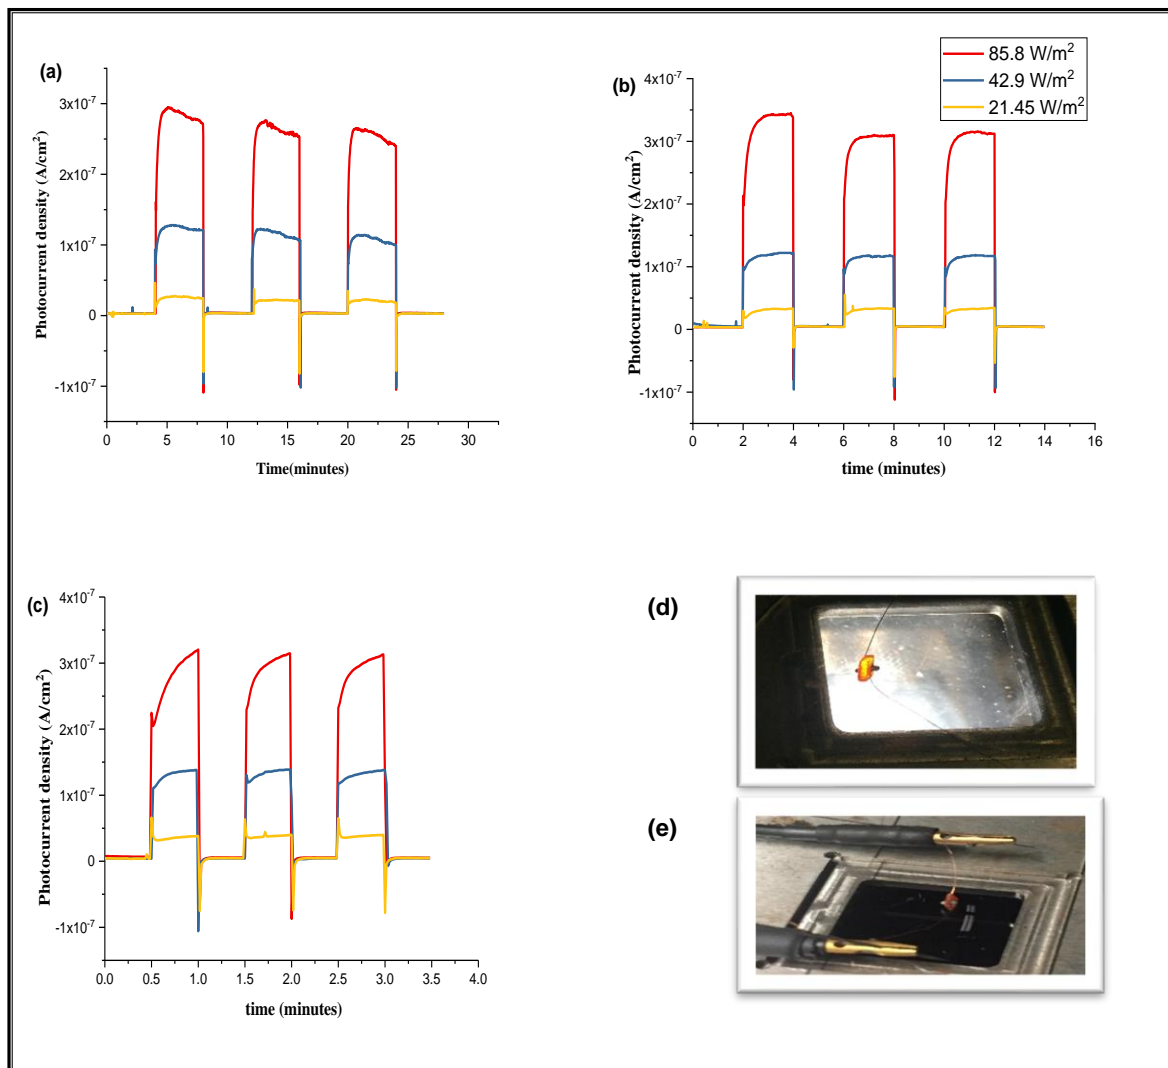 (a)
Photocurrent density (A/cm²)
3x10⁻⁷
2x10⁻⁷
1x10⁻⁷
0
-1x10⁻⁷
0 5 10 15 20 25 30
Time(minutes)
85.8 W/m²
42.9 W/m²
21.45 W/m²
(b)
Photocurrent density (A/cm²)
4x10⁻⁷
3x10⁻⁷
2x10⁻⁷
1x10⁻⁷
0
-1x10⁻⁷
0 2 4 6 8 10 12 14 16
time (minutes)
(c)
Photocurrent density (A/cm²)
4x10⁻⁷
3x10⁻⁷
2x10⁻⁷
1x10⁻⁷
0
-1x10⁻⁷
0.0 0.5 1.0 1.5 2.0 2.5 3.0 3.5 4.0
time (minutes)
(d)
(e)